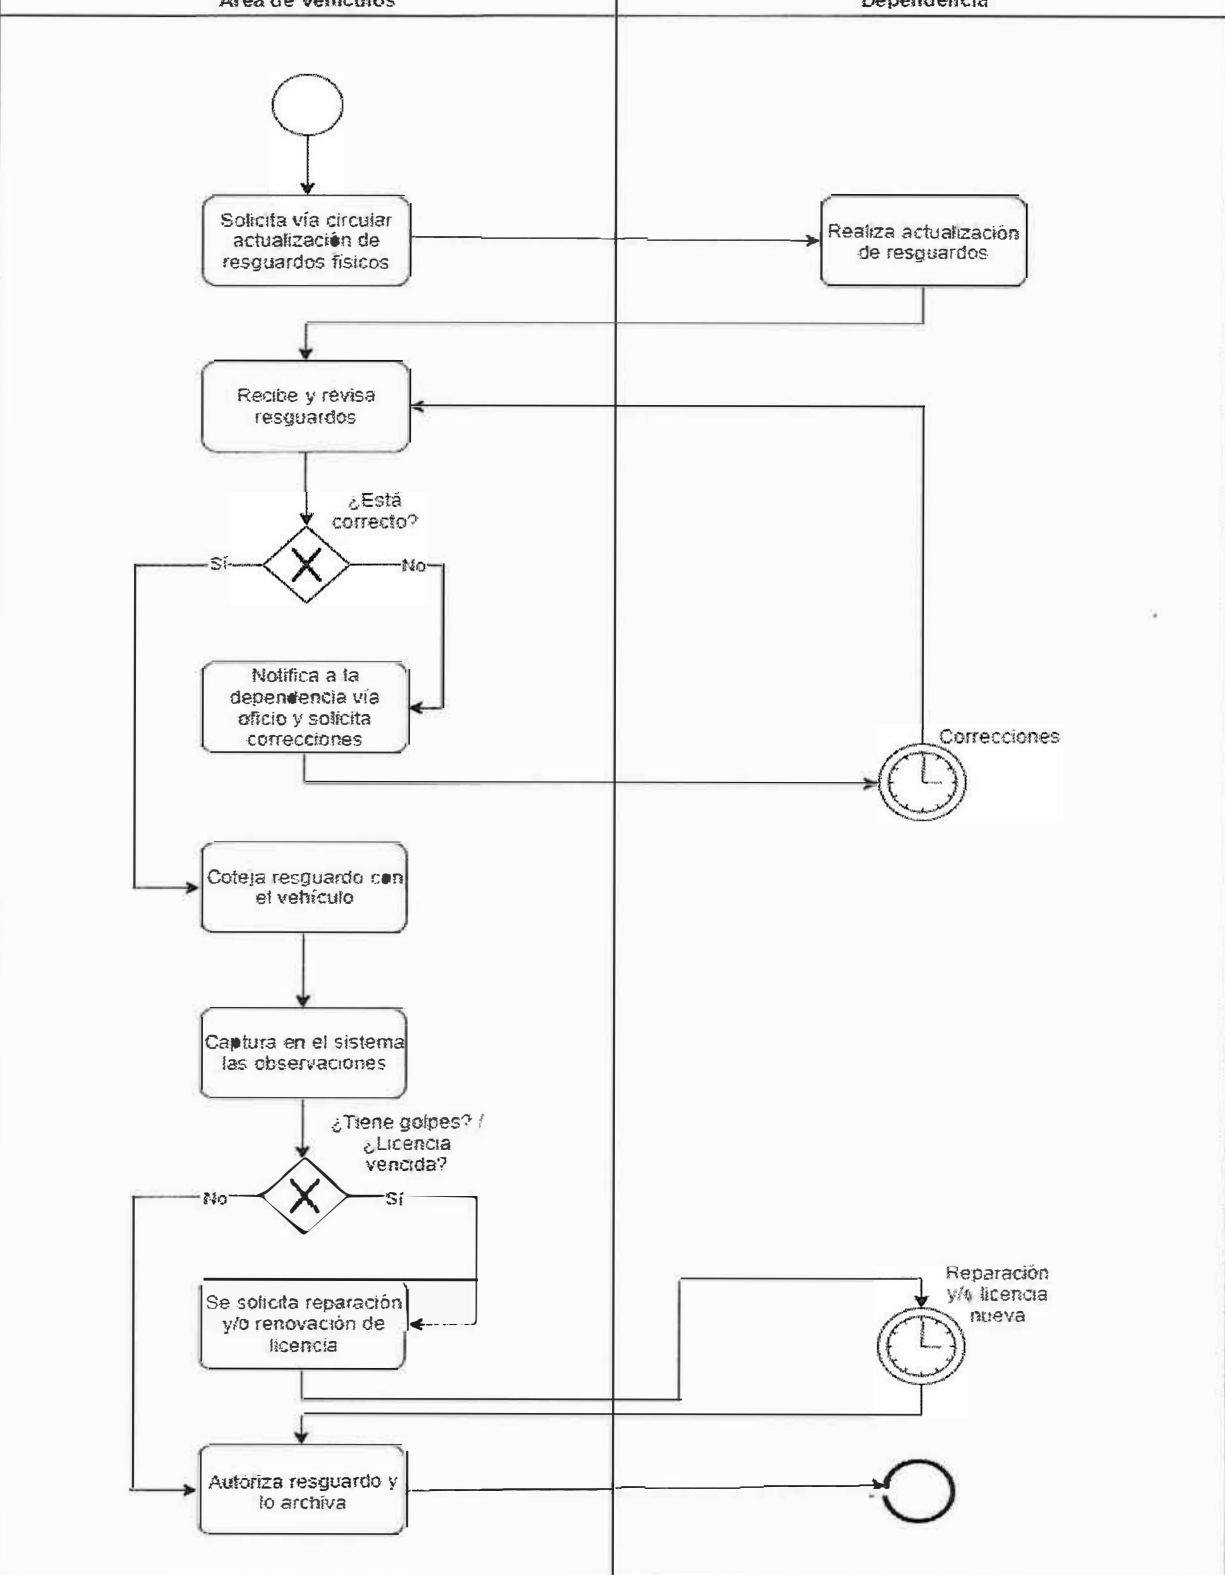 Área de Vehículos
Dependencia
Solicita vía circular
actualización de
resguardos físicos
Realiza actualización
de resguardos
Recibe y revisa
resguardos
¿Está
correcto?
Sí
No
Notifica a la
dependencia vía
oficio y solicita
correcciones
Correcciones
Coteja resguardo con
el vehículo
Captura en el sistema
las observaciones
¿Tiene golpes? /
¿Licencia
vencida?
No
Sí
Se solicita reparación
y/o renovación de
licencia
Reparación
y/o licencia
nueva
Autoriza resguardo y
lo archiva